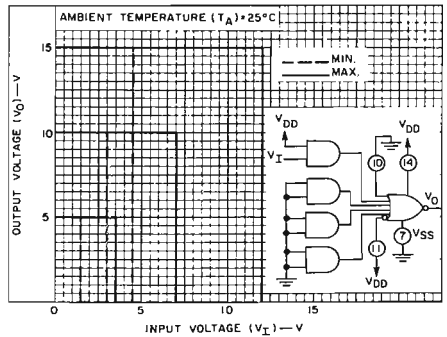 AMBIENT TEMPERATURE (TA)=25°C
15
MIN.
MAX.
VDD
VDD
VI
10
14
10
VO
5
7
VSS
11
VDD
0
5
10
15
OUTPUT VOLTAGE (VO)—V
INPUT VOLTAGE (VI)—V